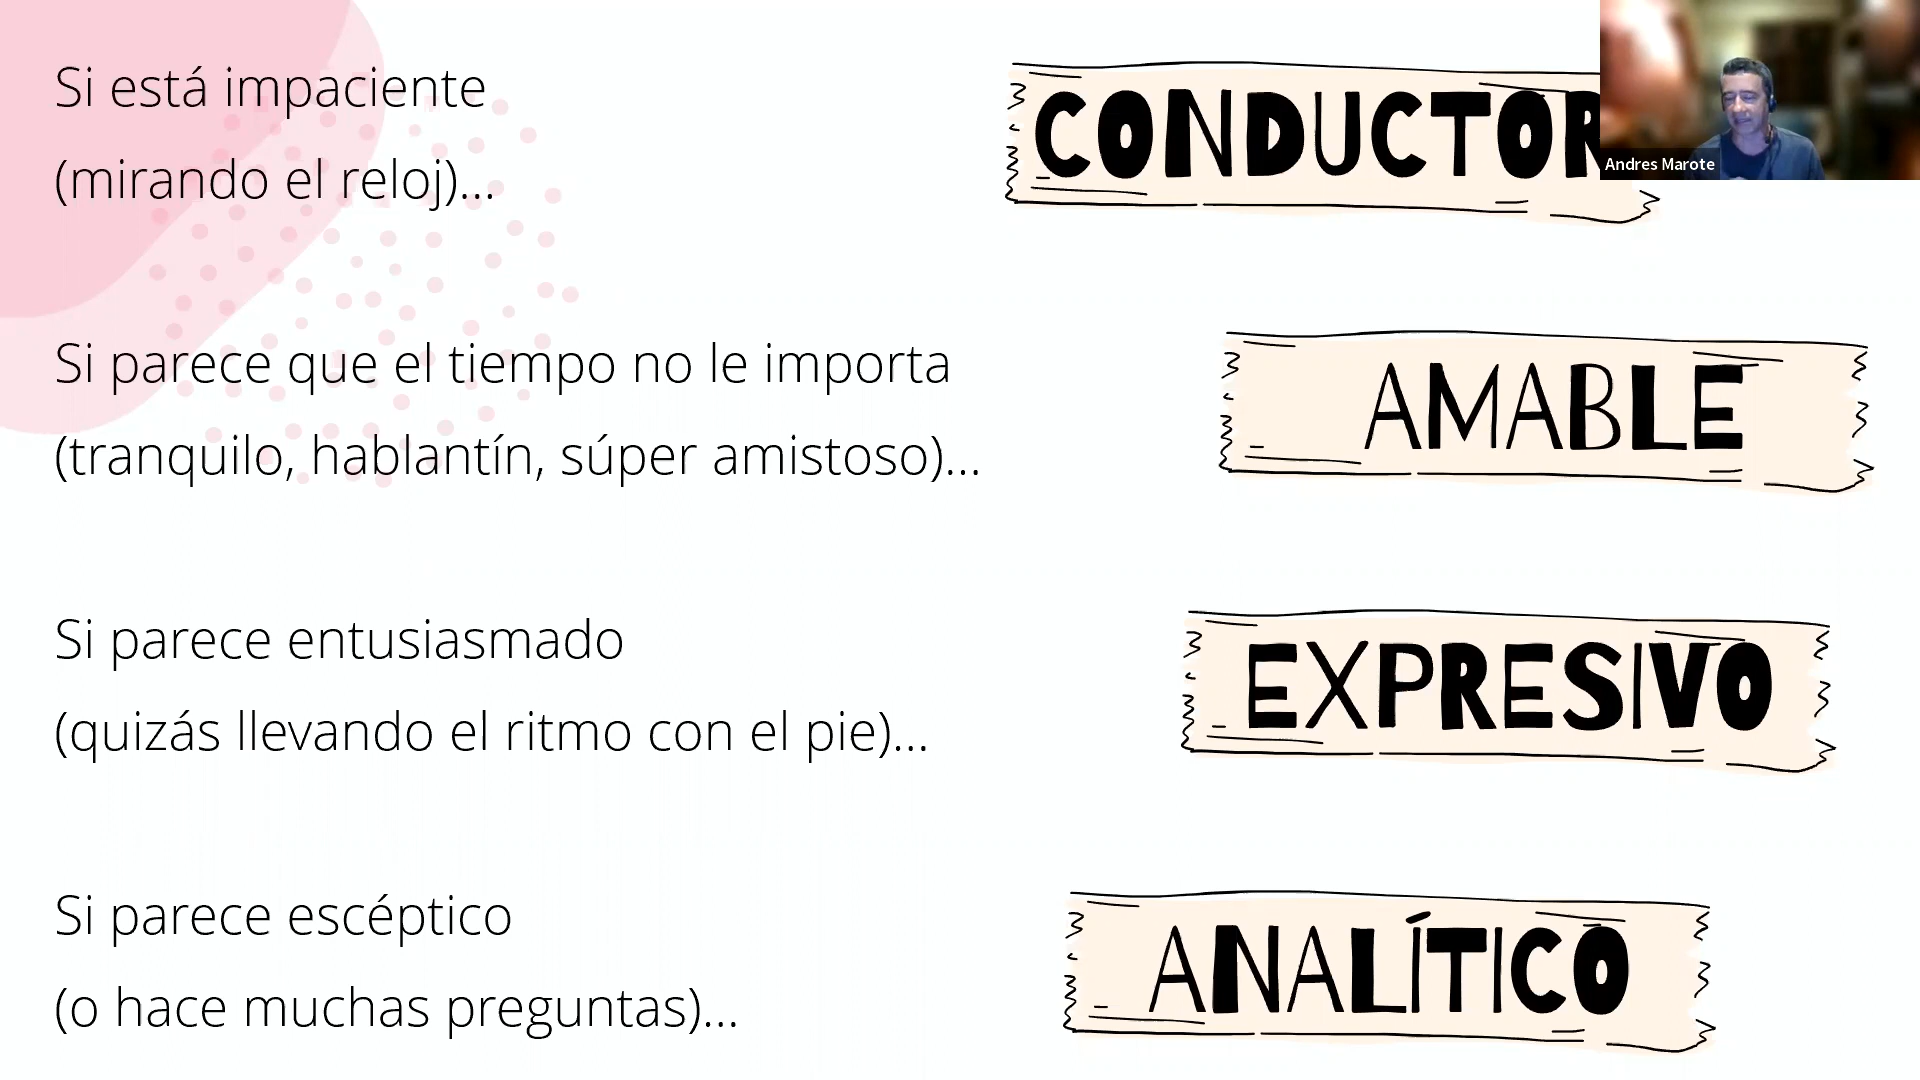 Si está impaciente
(mirando el reloj)...
CONDUCTOR
Andres Marote
Si parece que el tiempo no le importa
(tranquilo, hablantín, súper amistoso)...
AMABLE
Si parece entusiasmado
(quizás llevando el ritmo con el pie)...
EXPRESIVO
Si parece escéptico
(o hace muchas preguntas)...
ANALÍTICO